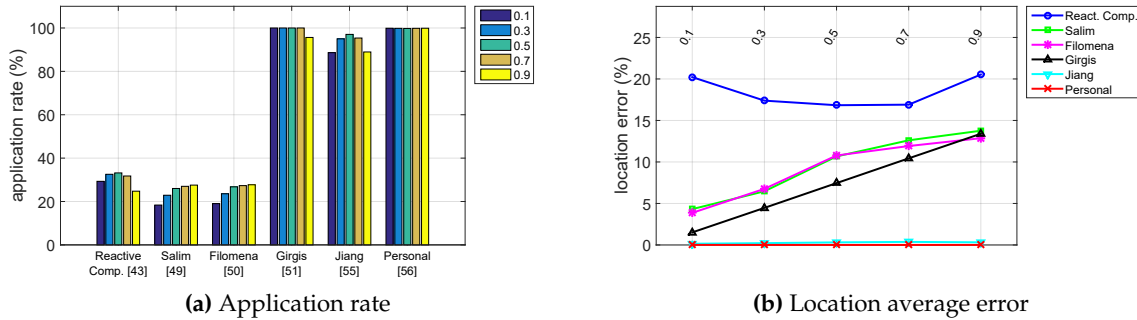 application rate (%)
100
80
60
40
20
0
0.1
0.3
0.5
0.7
0.9
Reactive Comp. [43]
Salim [49]
Filomena [50]
Girgis [51]
Jiang [55]
Personal [56]
(a) Application rate
location error (%)
25
20
15
10
5
0
0.1
0.3
0.5
0.7
0.9
React. Comp.
Salim
Filomena
Girgis
Jiang
Personal
(b) Location average error